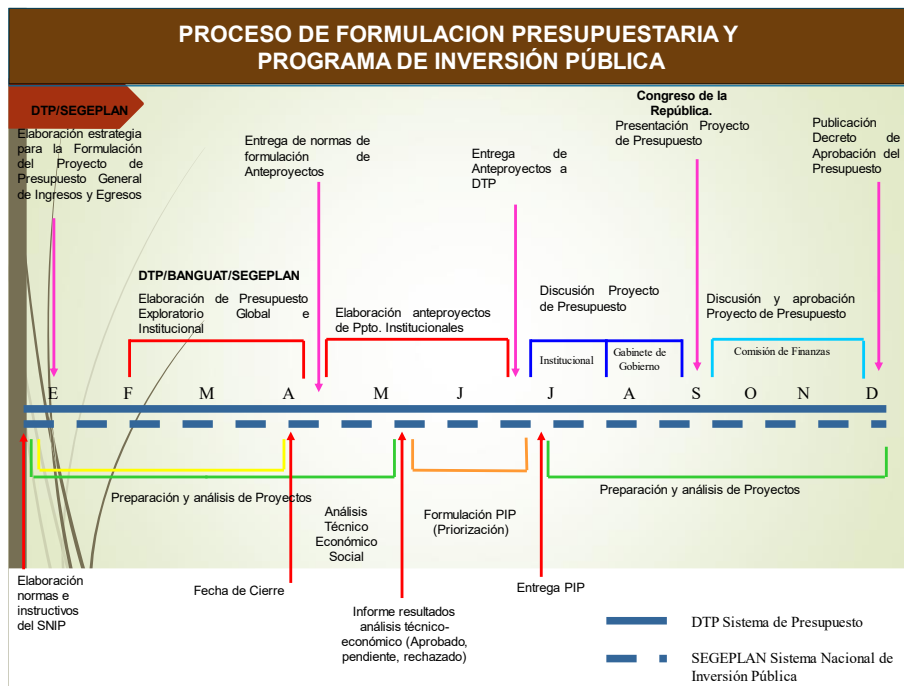 PROCESO DE FORMULACION PRESUPUESTARIA Y
PROGRAMA DE INVERSIÓN PÚBLICA
DTP/SEGEPLAN
Elaboración estrategia
para la Formulación
del Proyecto de
Presupuesto General
de Ingresos y Egresos
Entrega de normas de
formulación de
Anteproyectos
Entrega de
Anteproyectos a
DTP
Congreso de la
República.
Presentación Proyecto
de Presupuesto
Publicación
Decreto de
Aprobación del
Presupuesto
DTP/BANGUAT/SEGEPLAN
Elaboración de Presupuesto
Exploratorio Global e
Institucional
Elaboración anteproyectos
de Ppto. Institucionales
Discusión Proyecto
de Presupuesto
Discusión y aprobación
Proyecto de Presupuesto
Institucional
Gabinete de
Gobierno
Comisión de Finanzas
E F M A M J J A S O N D
Preparación y análisis de Proyectos
Análisis
Técnico
Económico
Social
Formulación PIP
(Priorización)
Preparación y análisis de Proyectos
Elaboración
normas e
instructivos
del SNIP
Fecha de Cierre
Informe resultados
análisis técnico-
económico (Aprobado,
pendiente, rechazado)
Entrega PIP
DTP Sistema de Presupuesto
SEGEPLAN Sistema Nacional de
Inversión Pública